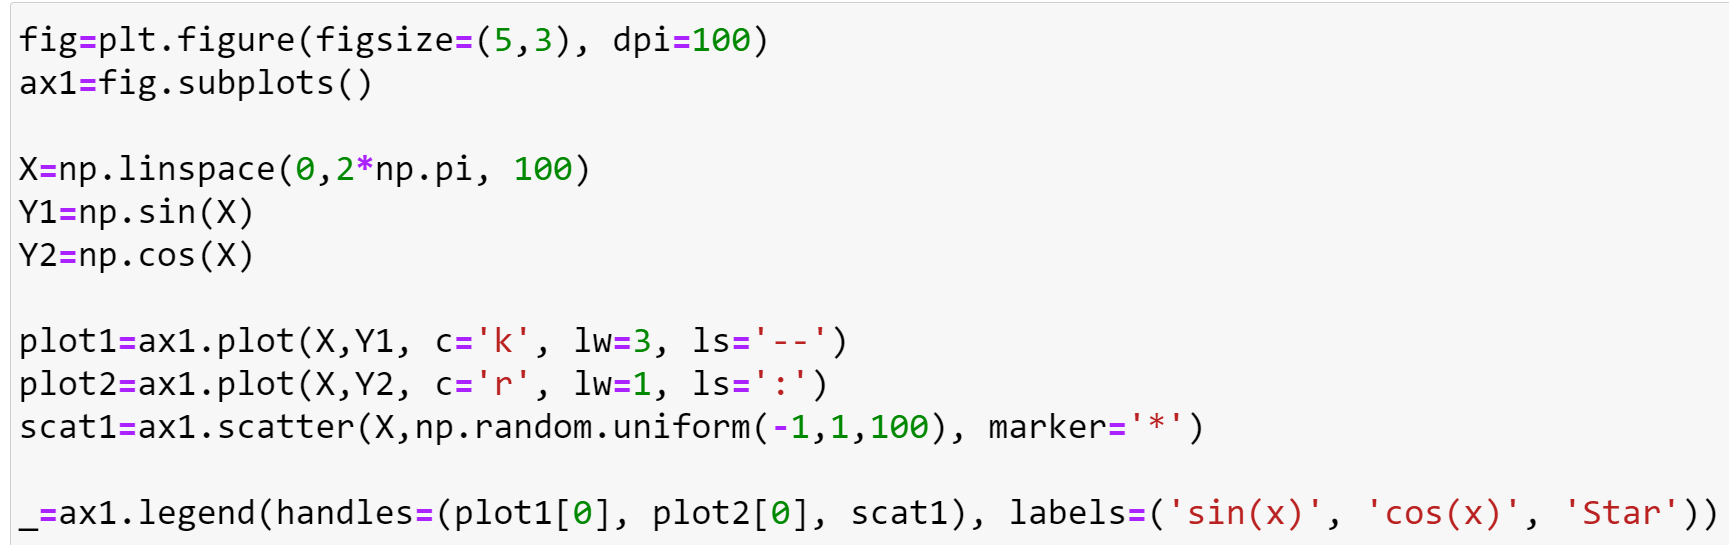 fig=plt.figure(figsize=(5,3), dpi=100)
ax1=fig.subplots()
X=np.linspace(0,2*np.pi, 100)
Y1=np.sin(X)
Y2=np.cos(X)
plot1=ax1.plot(X,Y1, c='k', lw=3, ls='--')
plot2=ax1.plot(X,Y2, c='r', lw=1, ls=':')
scat1=ax1.scatter(X,np.random.uniform(-1,1,100), marker='*')
_=ax1.legend(handles=(plot1[0], plot2[0], scat1), labels=('sin(x)', 'cos(x)', 'Star'))